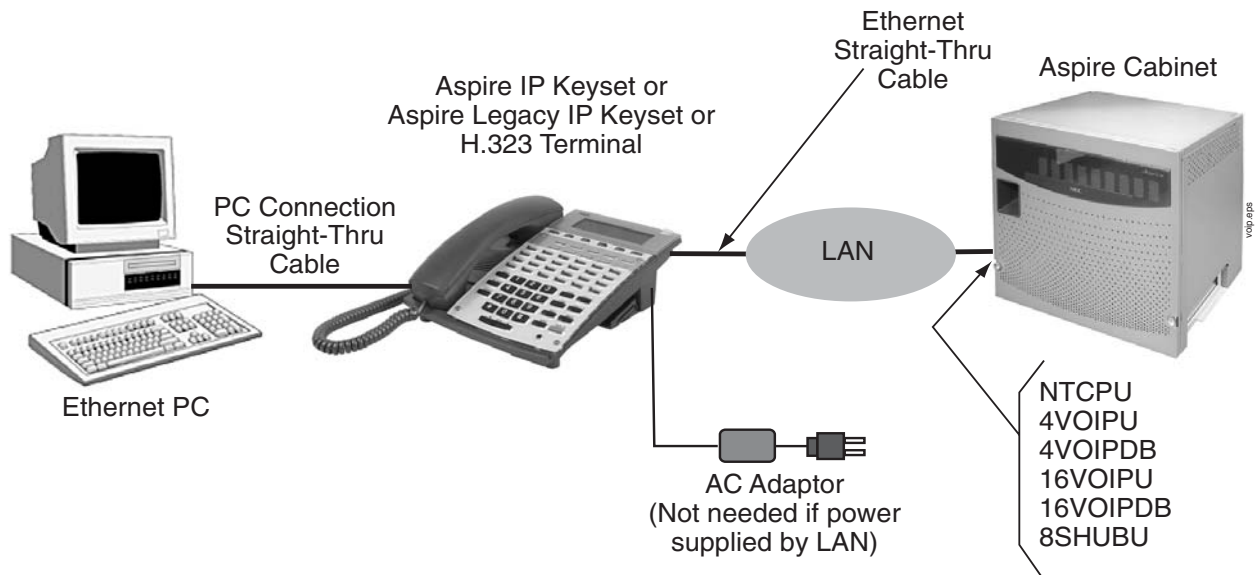 Ethernet
Straight-Thru
Cable
Aspire Cabinet
Aspire IP Keyset or
Aspire Legacy IP Keyset or
H.323 Terminal
PC Connection
Straight-Thru
Cable
LAN
voip.eps
Ethernet PC
AC Adaptor
(Not needed if power
supplied by LAN)
NTCPU
4VOIPU
4VOIPDB
16VOIPU
16VOIPDB
8SHUBU